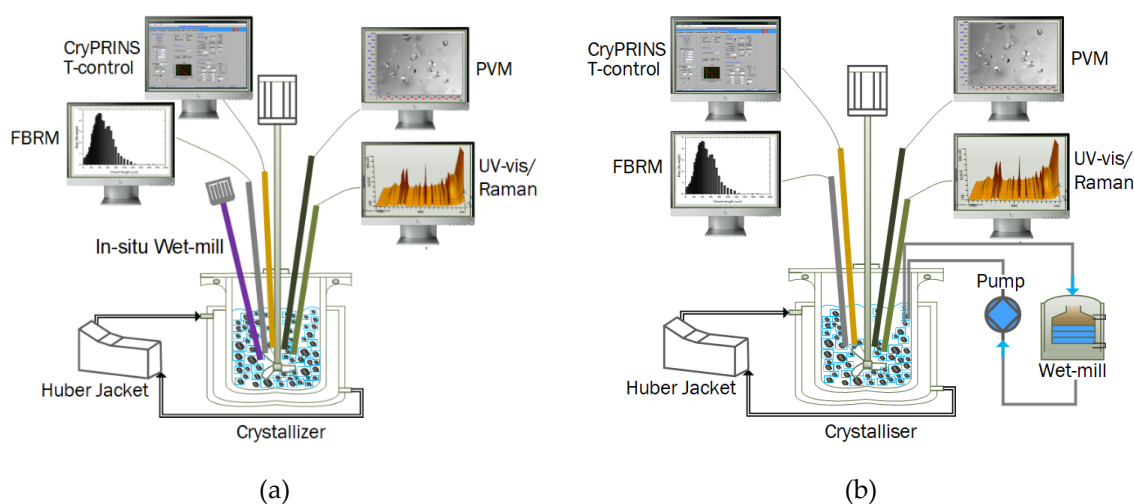 CryPRINS
T-control
PVM
FBRM
UV-vis/
Raman
In-situ Wet-mill
Huber Jacket
Crystallizer
(a)
CryPRINS
T-control
PVM
FBRM
UV-vis/
Raman
Pump
Wet-mill
Huber Jacket
Crystalliser
(b)